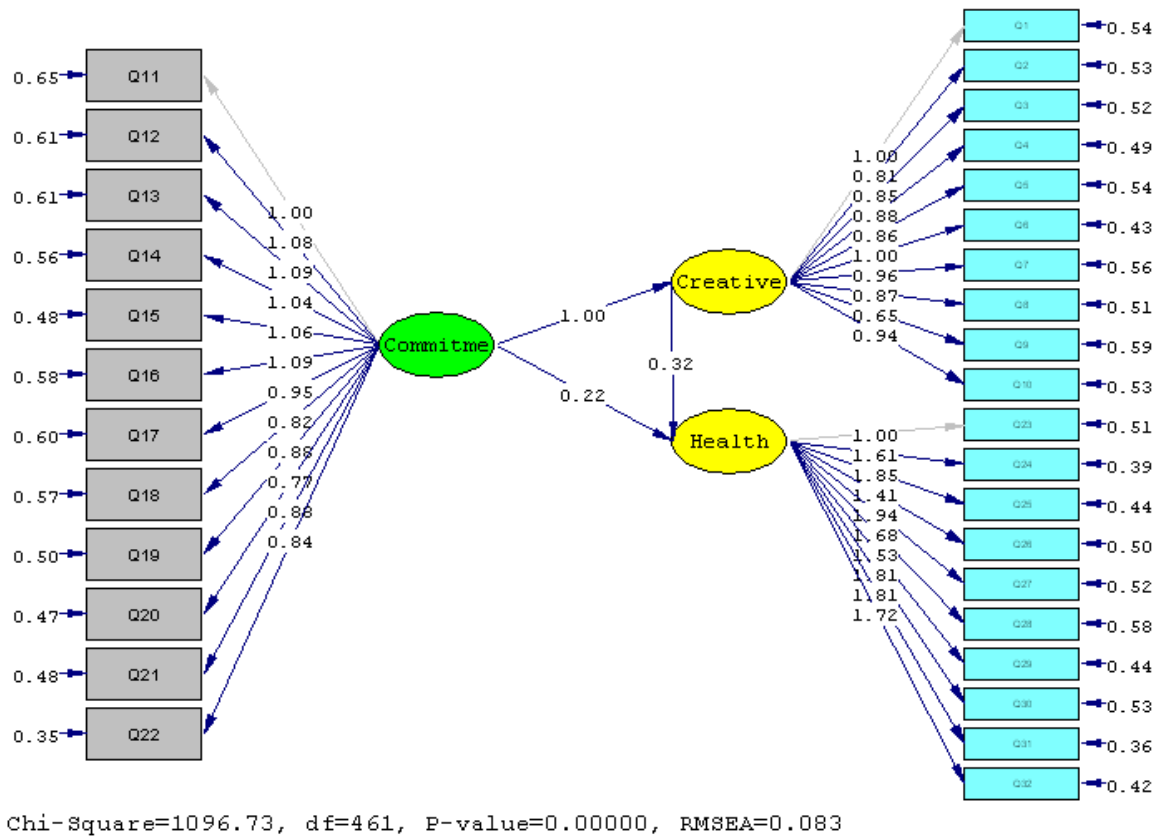 0.65 Q11
0.61 Q12
0.61 Q13
0.56 Q14
0.48 Q15
0.58 Q16
0.60 Q17
0.57 Q18
0.50 Q19
0.47 Q20
0.48 Q21
0.35 Q22
1.00
1.08
1.09
1.04
1.06
1.09
0.95
0.82
0.88
0.77
0.88
0.84
Commitme
1.00
0.22
0.32
Creative
Health
1.00
0.81
0.85
0.88
0.86
1.00
0.96
0.87
0.65
0.94
1.00
1.61
1.85
1.41
1.94
1.68
1.53
1.81
1.81
1.72
Q1 0.54
Q2 0.53
Q3 0.52
Q4 0.49
Q5 0.54
Q6 0.43
Q7 0.56
Q8 0.51
Q9 0.59
Q10 0.53
Q23 0.51
Q24 0.39
Q25 0.44
Q26 0.50
Q27 0.52
Q28 0.58
Q29 0.44
Q30 0.53
Q31 0.36
Q32 0.42
Chi-Square=1096.73, df=461, P-value=0.00000, RMSEA=0.083